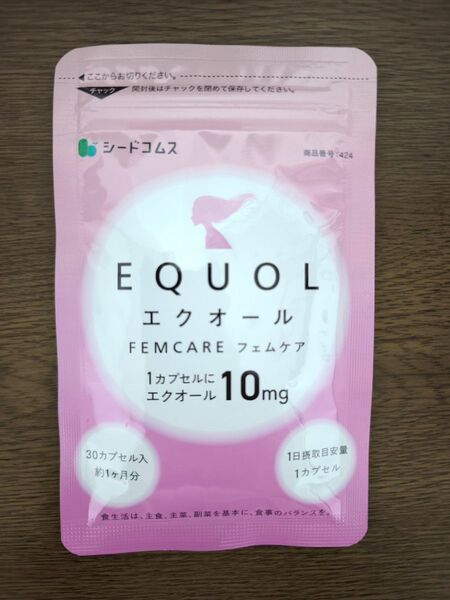 ここからお切りください。
チャック
開封後はチャックを閉めて保存してください。
シードコムス
商品番号:424
EQUOL
エクオール
FEMCARE フェムケア
1カプセルに
エクオール 10mg
30カプセル入
約1ヶ月分
1日摂取目安量
1カプセル
食生活は、主食、主菜、副菜を基本に、食事のバランスを。